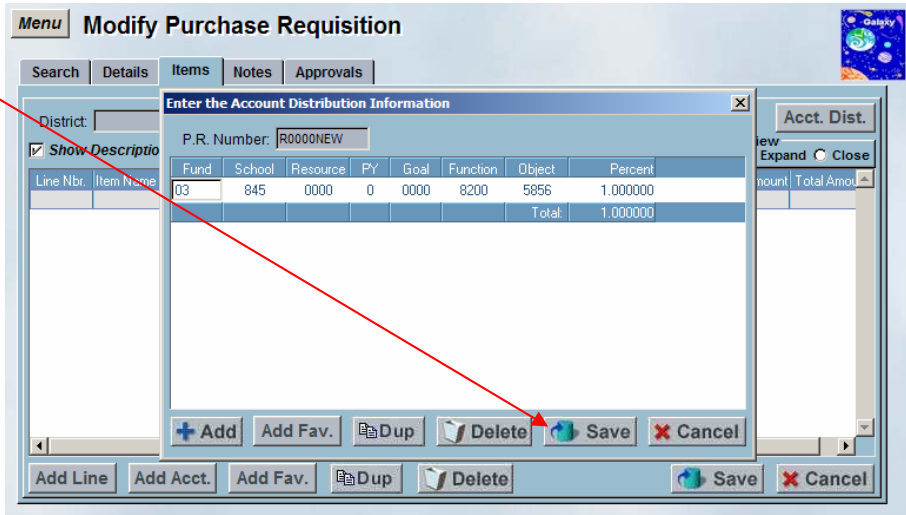 Menu Modify Purchase Requisition
Galaxy
Search Details Items Notes Approvals
Enter the Account Distribution Information
District: Acct. Dist.
P.R. Number: R0000NEW
Show Descriptio iew
Expand Close
Line Nbr. Item Name mount Total Amou
Fund School Resource PY Goal Function Object Percent
03 845 0000 0 0000 8200 5856 1.000000
Total: 1.000000
Add Add Fav. Dup Delete Save Cancel
Add Line Add Acct. Add Fav. Dup Delete Save Cancel